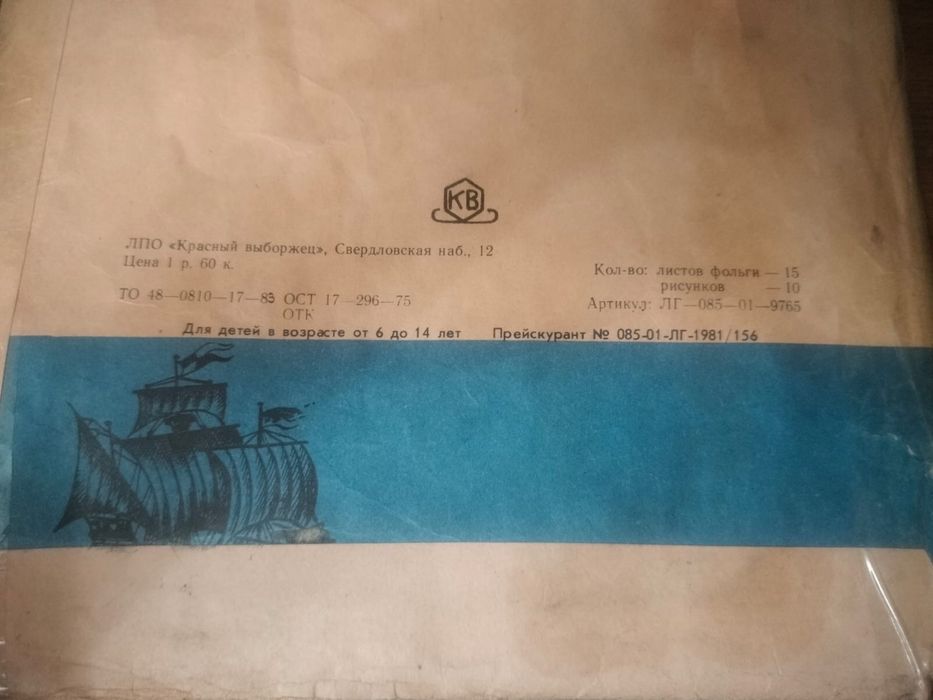 КВ
ЛПО «Красный выборжец», Свердловская наб., 12
Цена 1 р. 60 к.
Кол-во: листов фольги — 15
рисунков — 10
ТО 48—0810—17—83 ОСТ 17—296—75
Артикул: ЛГ—085—01—9765
ОТК
Для детей в возрасте от 6 до 14 лет Прейскурант № 085-01-ЛГ-1981/156